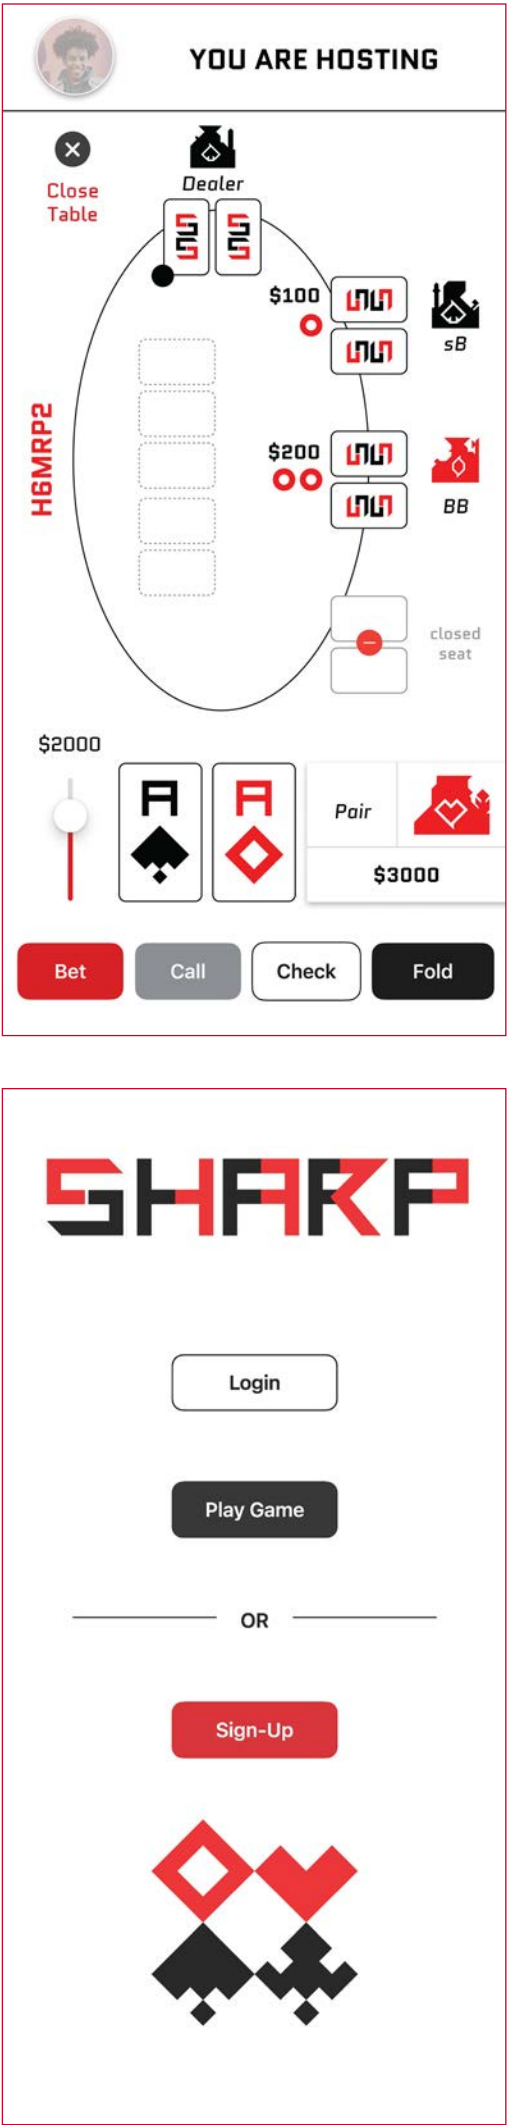 YOU ARE HOSTING
Close
Table
Dealer
$100
sB
H6MRP2
$200
BB
closed
seat
$2000
A
A
Pair
$3000
Bet
Call
Check
Fold
SHARP
Login
Play Game
OR
Sign-Up